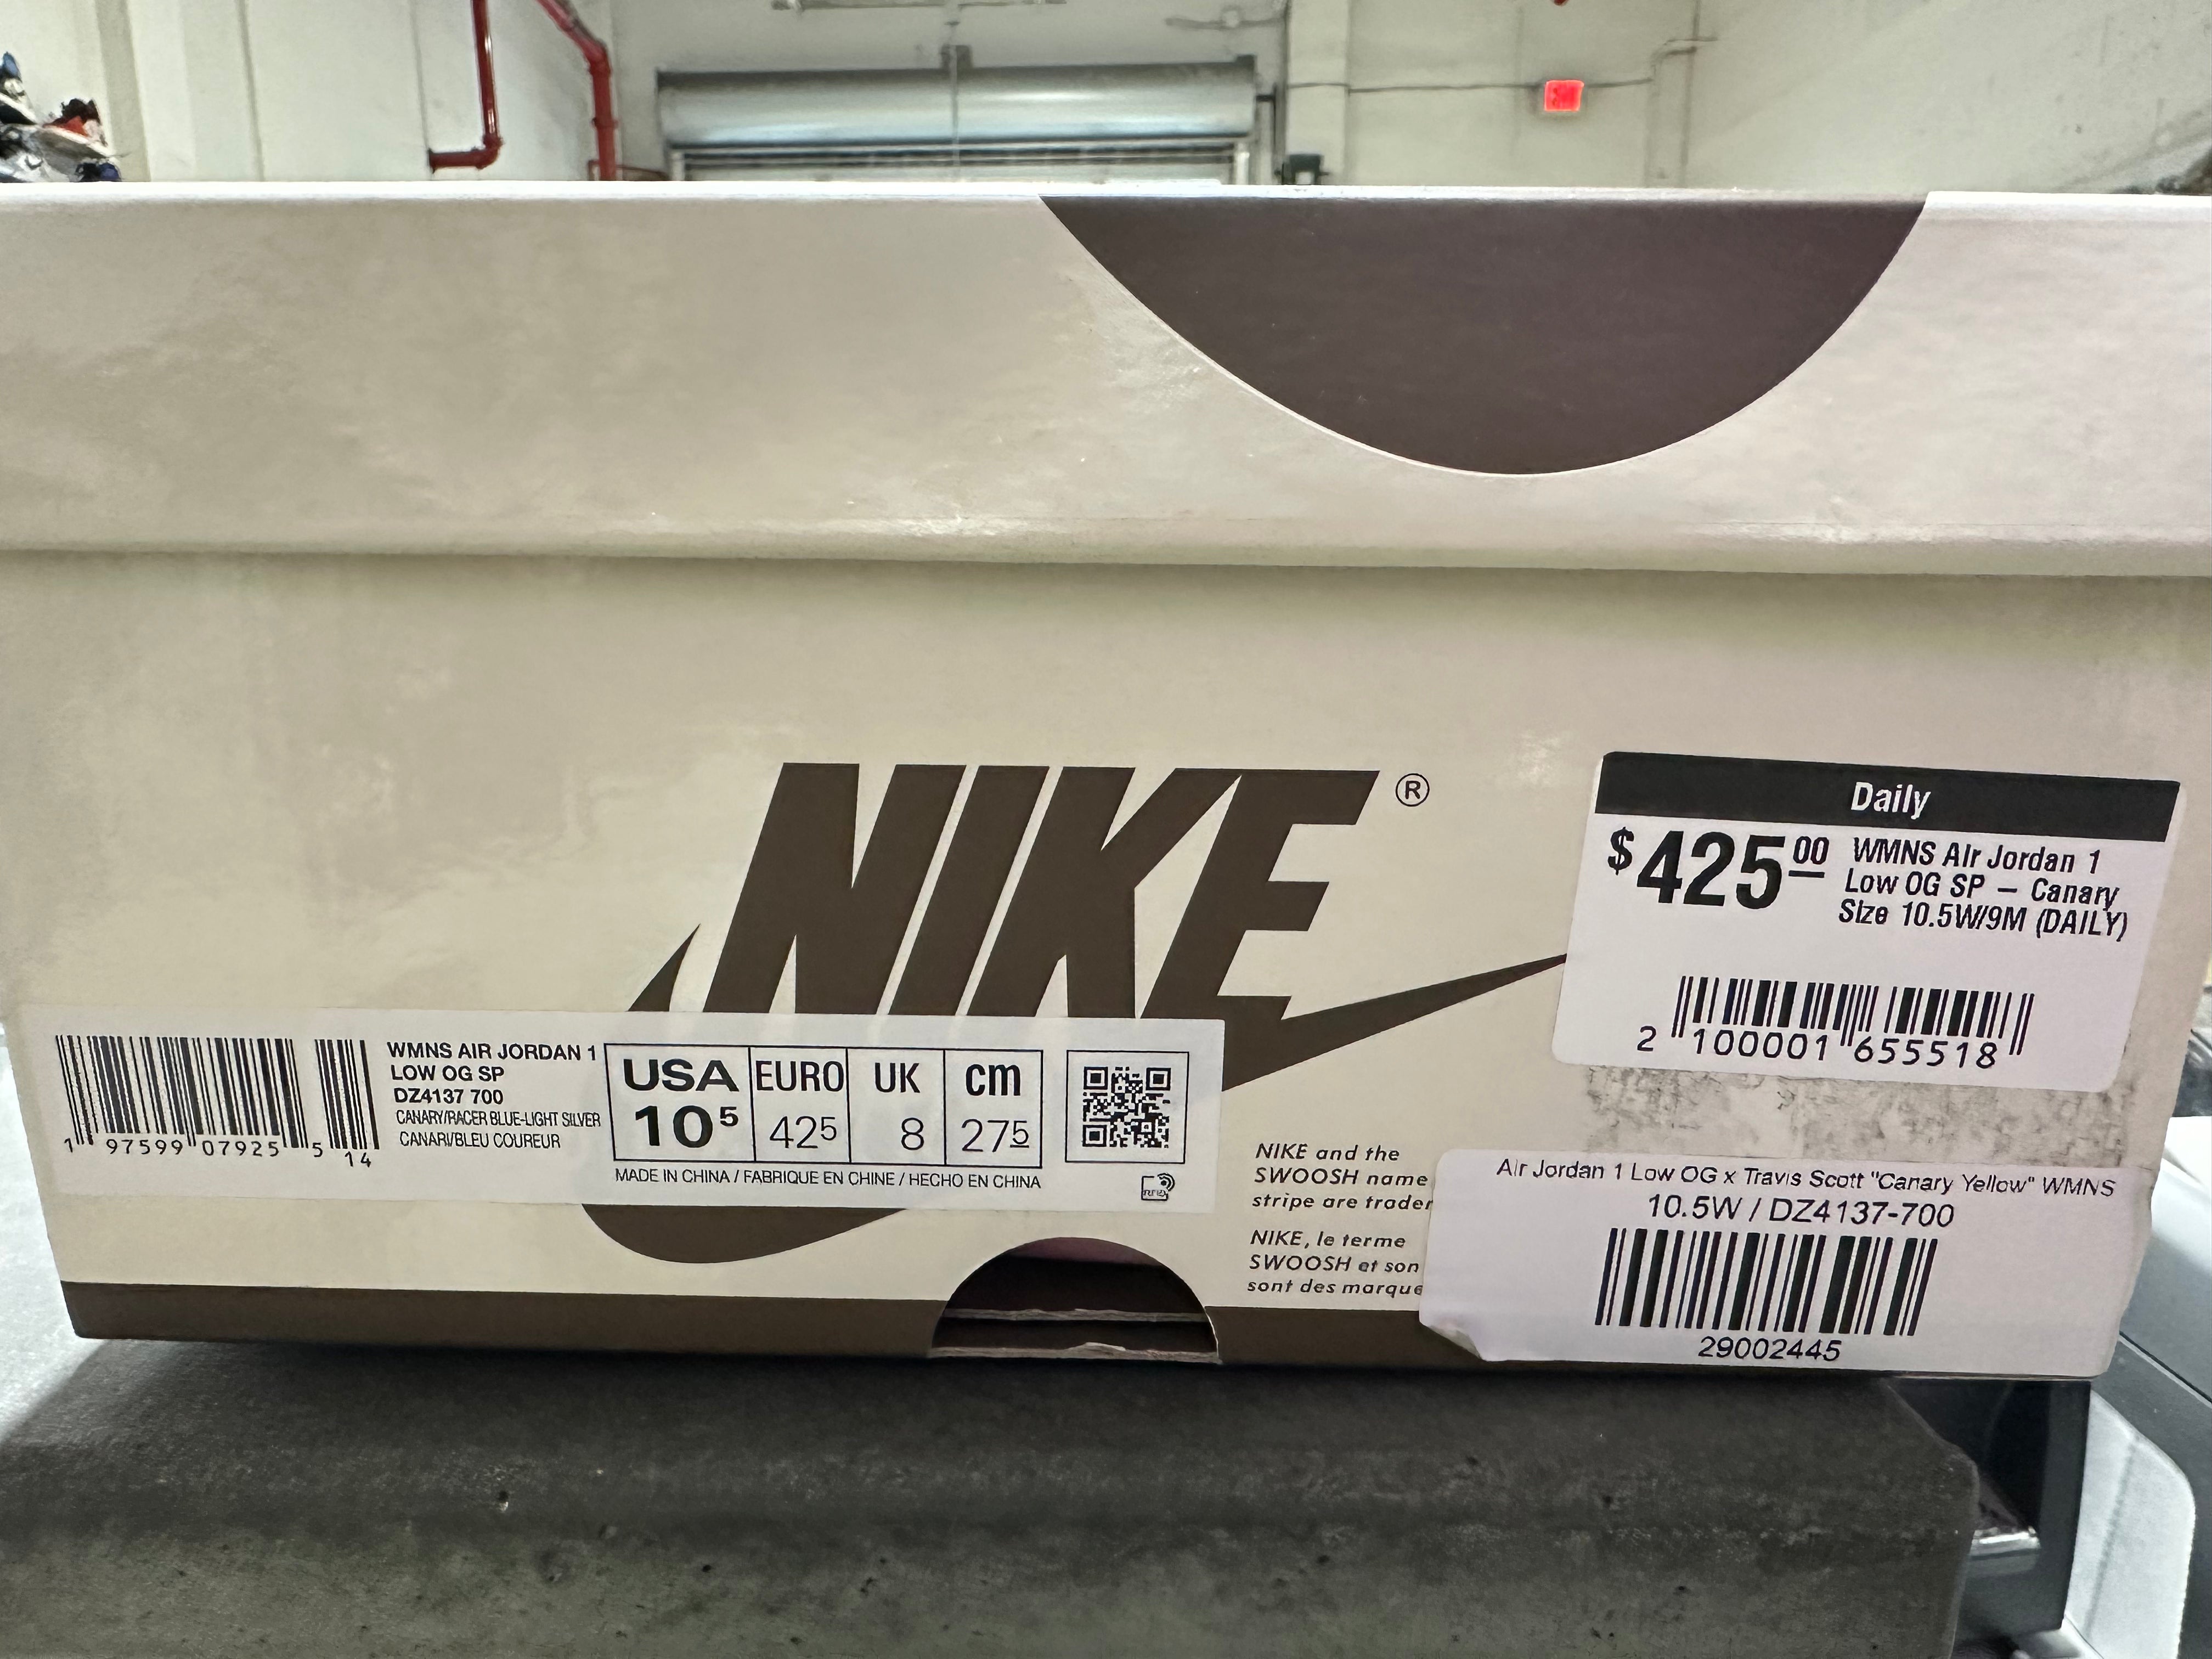 NIKE®
Daily
$425.00
WMNS Air Jordan 1
Low OG SP – Canary
Size 10.5W/9M (DAILY)
2 100001 655518
WMNS AIR JORDAN 1
LOW OG SP
DZ4137 700
CANARY/RACER BLUE-LIGHT SILVER
CANARI/BLEU COUREUR
1 97599 07925 5 14
USA EURO UK cm
10⁵ 42⁵ 8 27⁵
MADE IN CHINA / FABRIQUE EN CHINE / HECHO EN CHINA
RFID
NIKE and the
SWOOSH name
stripe are
NIKE, le terme
SWOOSH et son
sont des
Air Jordan 1 Low OG x Travis Scott "Canary Yellow" WMNS
10.5W / DZ4137-700
29002445